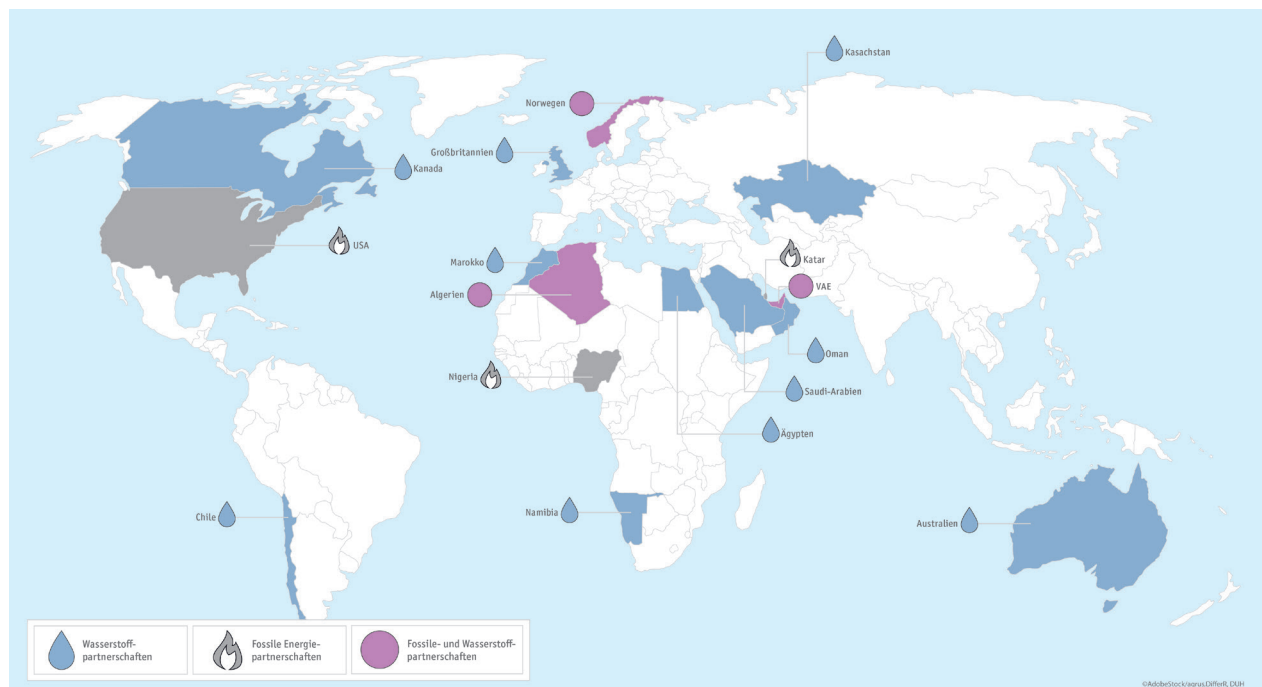 Kasachstan
Norwegen
Großbritannien
Kanada
USA
Marokko
Katar
Algerien
VAE
Oman
Nigeria
Saudi-Arabien
Ägypten
Chile
Namibia
Australien
Wasserstoff-
partnerschaften
Fossile Energie-
partnerschaften
Fossile- und Wasserstoff-
partnerschaften
©AdobeStock/agrus,DifferR, DUH